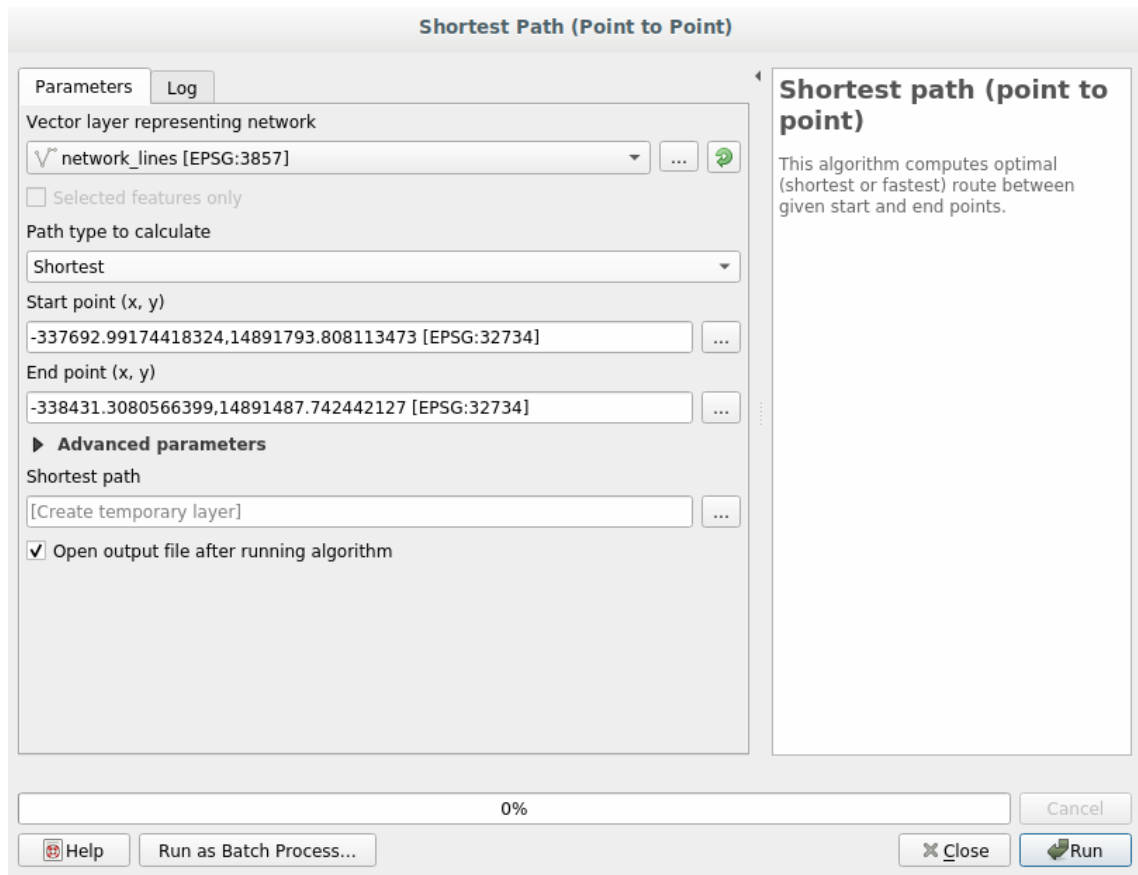 Shortest Path (Point to Point)
Parameters
Log
Vector layer representing network
network_lines [EPSG:3857]
...
Selected features only
Path type to calculate
Shortest
Start point (x, y)
-337692.99174418324,14891793.808113473 [EPSG:32734]
...
End point (x, y)
-338431.3080566399,14891487.742442127 [EPSG:32734]
...
Advanced parameters
Shortest path
[Create temporary layer]
...
Open output file after running algorithm
Shortest path (point to
point)
This algorithm computes optimal
(shortest or fastest) route between
given start and end points.
0%
Cancel
Help
Run as Batch Process...
Close
Run